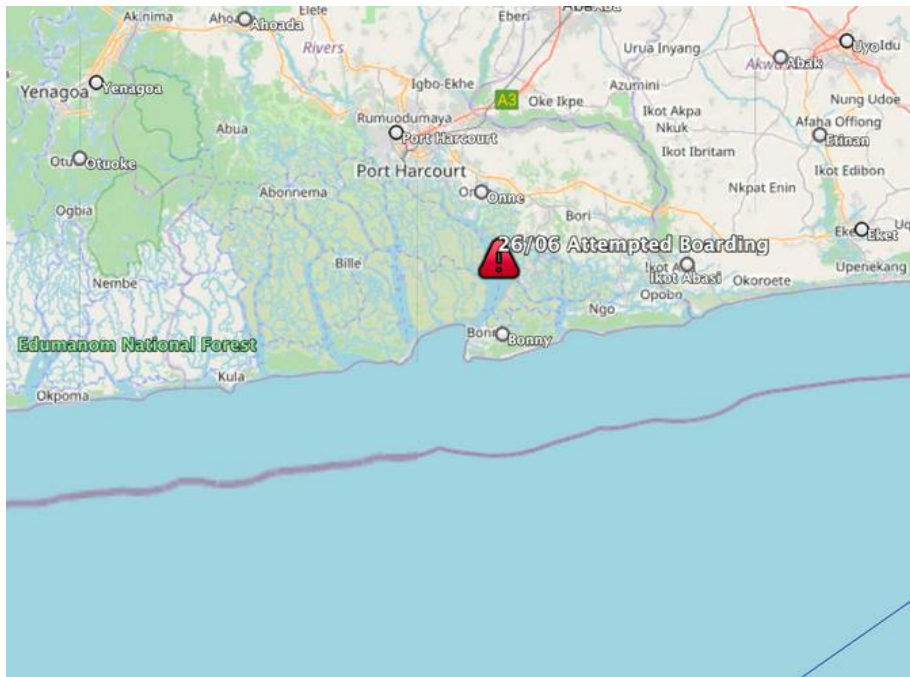 Akinima
Elele
Eberi
Ahoada
Rivers
Urua Inyang
Uyo
Idu
Abak
Igbo-Ekhe
Azumini
Yenagoa
Yenagoa
A3
Oke Ikpe
Nung Udoe
Ikot Akpa
Abua
Rumuodumaya
Nkuk
Afaha Offiong
Port Harcourt
Etinan
Ikot Ibritam
Otuoke
Port Harcourt
Ikot Edibon
Abonnema
Onne
Nkpat Enin
Ogbia
Bori
Eket
26/06 Attempted Boarding
Bille
Upenekang
Ikot Abasi
Nembe
Okoroete
Opobo
Ngo
Bonny
Edumanom National Forest
Kula
Okpoma